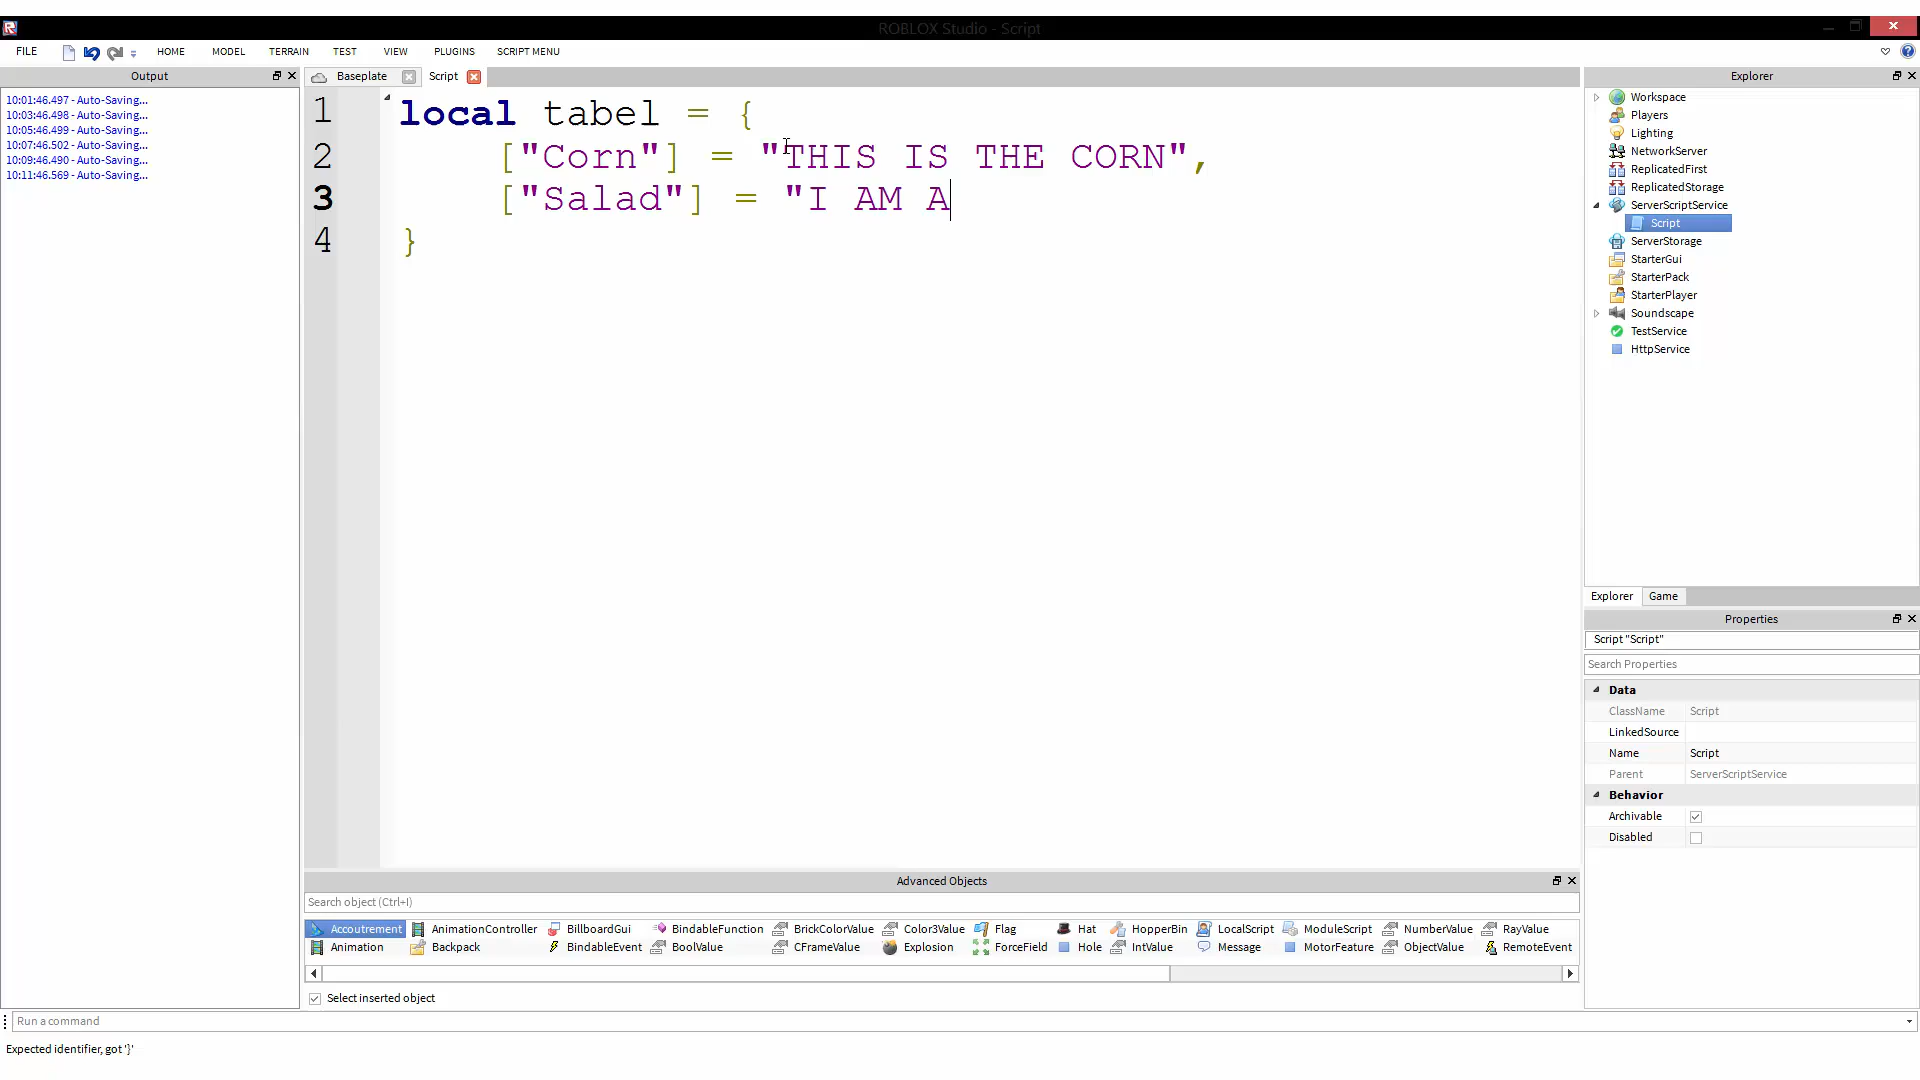 ROBLOX Studio - Script
FILE HOME MODEL TERRAIN TEST VIEW PLUGINS SCRIPT MENU
Output
10:01:46.497 - Auto-Saving...
10:03:46.498 - Auto-Saving...
10:05:46.499 - Auto-Saving...
10:07:46.502 - Auto-Saving...
10:09:46.490 - Auto-Saving...
10:11:46.569 - Auto-Saving...
Baseplate Script
1 local tabel = {
2 ["Corn"] = "THIS IS THE CORN",
3 ["Salad"] = "I AM A
4 }
Explorer
Workspace
Players
Lighting
NetworkServer
ReplicatedFirst
ReplicatedStorage
ServerScriptService
Script
ServerStorage
StarterGui
StarterPack
StarterPlayer
Soundscape
TestService
HttpService
Explorer Game
Properties
Script "Script"
Search Properties
Data
ClassName Script
LinkedSource
Name Script
Parent ServerScriptService
Behavior
Archivable
Disabled
Advanced Objects
Search object (Ctrl+I)
Accoutrement AnimationController BillboardGui BindableFunction BrickColorValue Color3Value Flag Hat HopperBin LocalScript ModuleScript NumberValue RayValue
Animation Backpack BindableEvent BoolValue CFrameValue Explosion ForceField Hole IntValue Message MotorFeature ObjectValue RemoteEvent
Select inserted object
Run a command
Expected identifier, got '}'